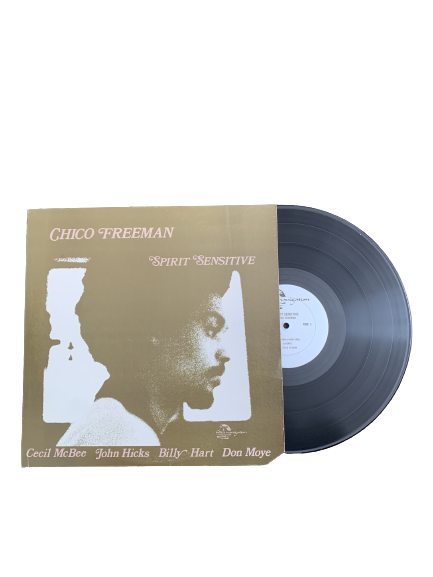 CHICO FREEMAN
SPIRIT SENSITIVE
Cecil McBee John Hicks Billy Hart Don Moye